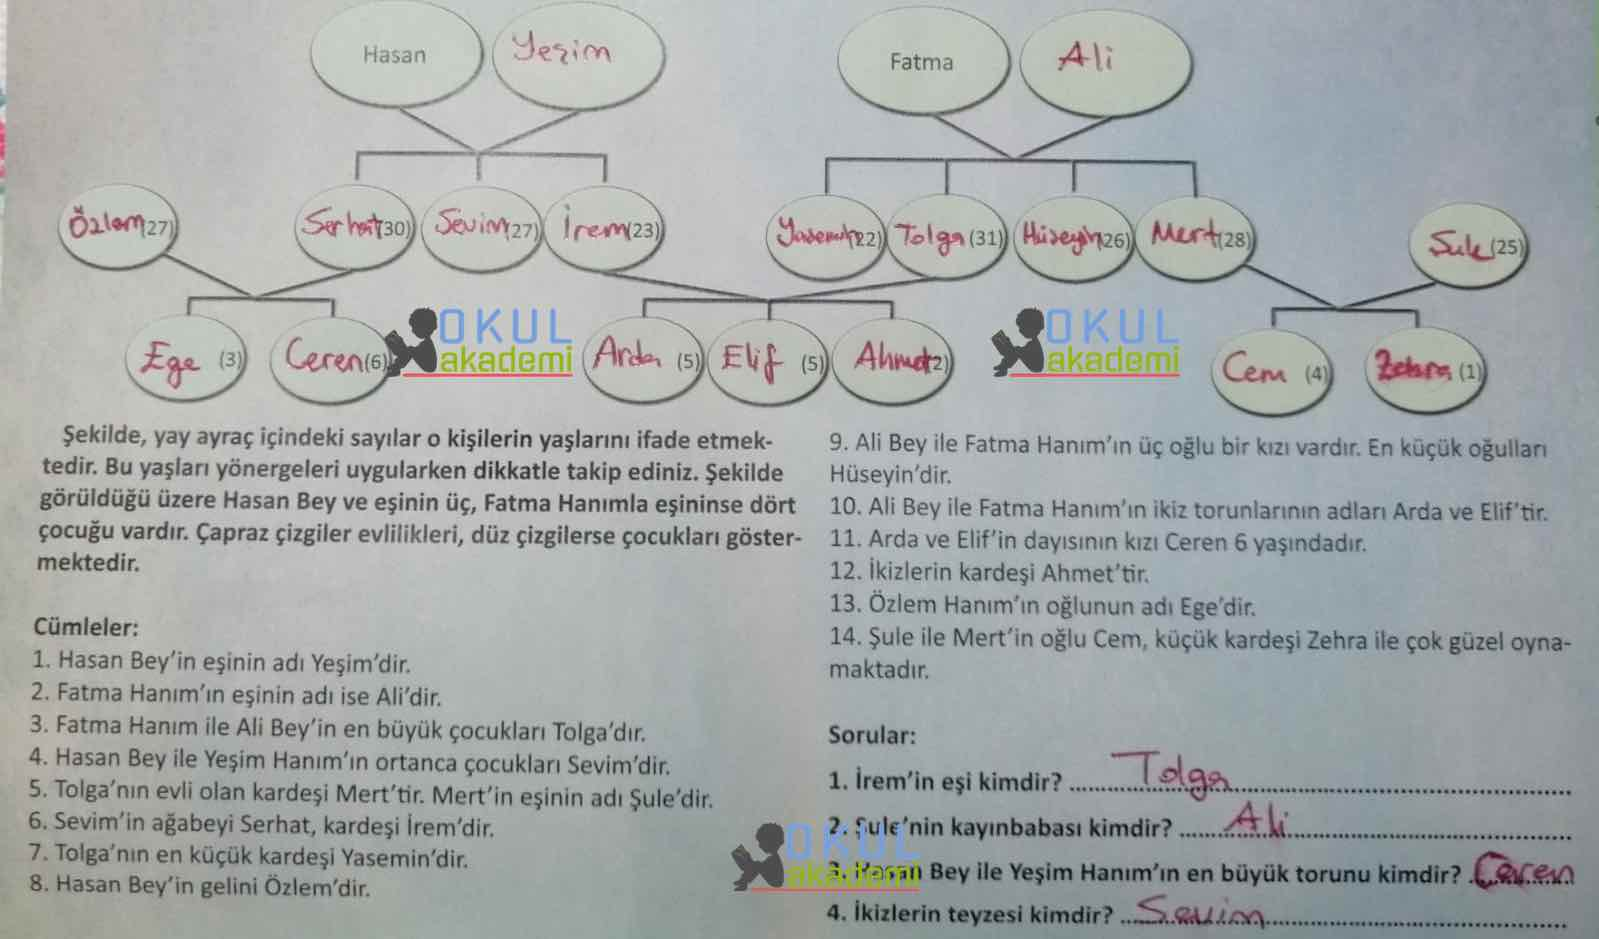 Hasan Yeşim Fatma Ali
Özlem(27) Serhat(30) Sevim(27) İrem(23) Yasemin(22) Tolga (31) Hüseyin(26) Mert(28) Şule(25)
Ege (3) Ceren(6) Arda (5) Elif (5) Ahmet(2) Cem (4) Zehra (1)
OKUL
akademi
OKUL
akademi
Şekilde, yay ayraç içindeki sayılar o kişilerin yaşlarını ifade etmek-
tedir. Bu yaşları yönergeleri uygularken dikkatle takip ediniz. Şekilde
görüldüğü üzere Hasan Bey ve eşinin üç, Fatma Hanımla eşininse dört
çocuğu vardır. Çapraz çizgiler evlilikleri, düz çizgilerse çocukları göster-
mektedir.
Cümleler:
1. Hasan Bey'in eşinin adı Yeşim'dir.
2. Fatma Hanım'ın eşinin adı ise Ali'dir.
3. Fatma Hanım ile Ali Bey'in en büyük çocukları Tolga'dır.
4. Hasan Bey ile Yeşim Hanım'ın ortanca çocukları Sevim'dir.
5. Tolga'nın evli olan kardeşi Mert'tir. Mert'in eşinin adı Şule'dir.
6. Sevim'in ağabeyi Serhat, kardeşi İrem'dir.
7. Tolga'nın en küçük kardeşi Yasemin'dir.
8. Hasan Bey'in gelini Özlem'dir.
9. Ali Bey ile Fatma Hanım'ın üç oğlu bir kızı vardır. En küçük oğulları
Hüseyin'dir.
10. Ali Bey ile Fatma Hanım'ın ikiz torunlarının adları Arda ve Elif'tir.
11. Arda ve Elif'in dayısının kızı Ceren 6 yaşındadır.
12. İkizlerin kardeşi Ahmet'tir.
13. Özlem Hanım'ın oğlunun adı Ege'dir.
14. Şule ile Mert'in oğlu Cem, küçük kardeşi Zehra ile çok güzel oyna-
maktadır.
Sorular:
1. İrem'in eşi kimdir? Tolga
2. Şule'nin kayınbabası kimdir? Ali
3. Hasan Bey ile Yeşim Hanım'ın en büyük torunu kimdir? Ceren
4. İkizlerin teyzesi kimdir? Sevim
OKUL
akademi